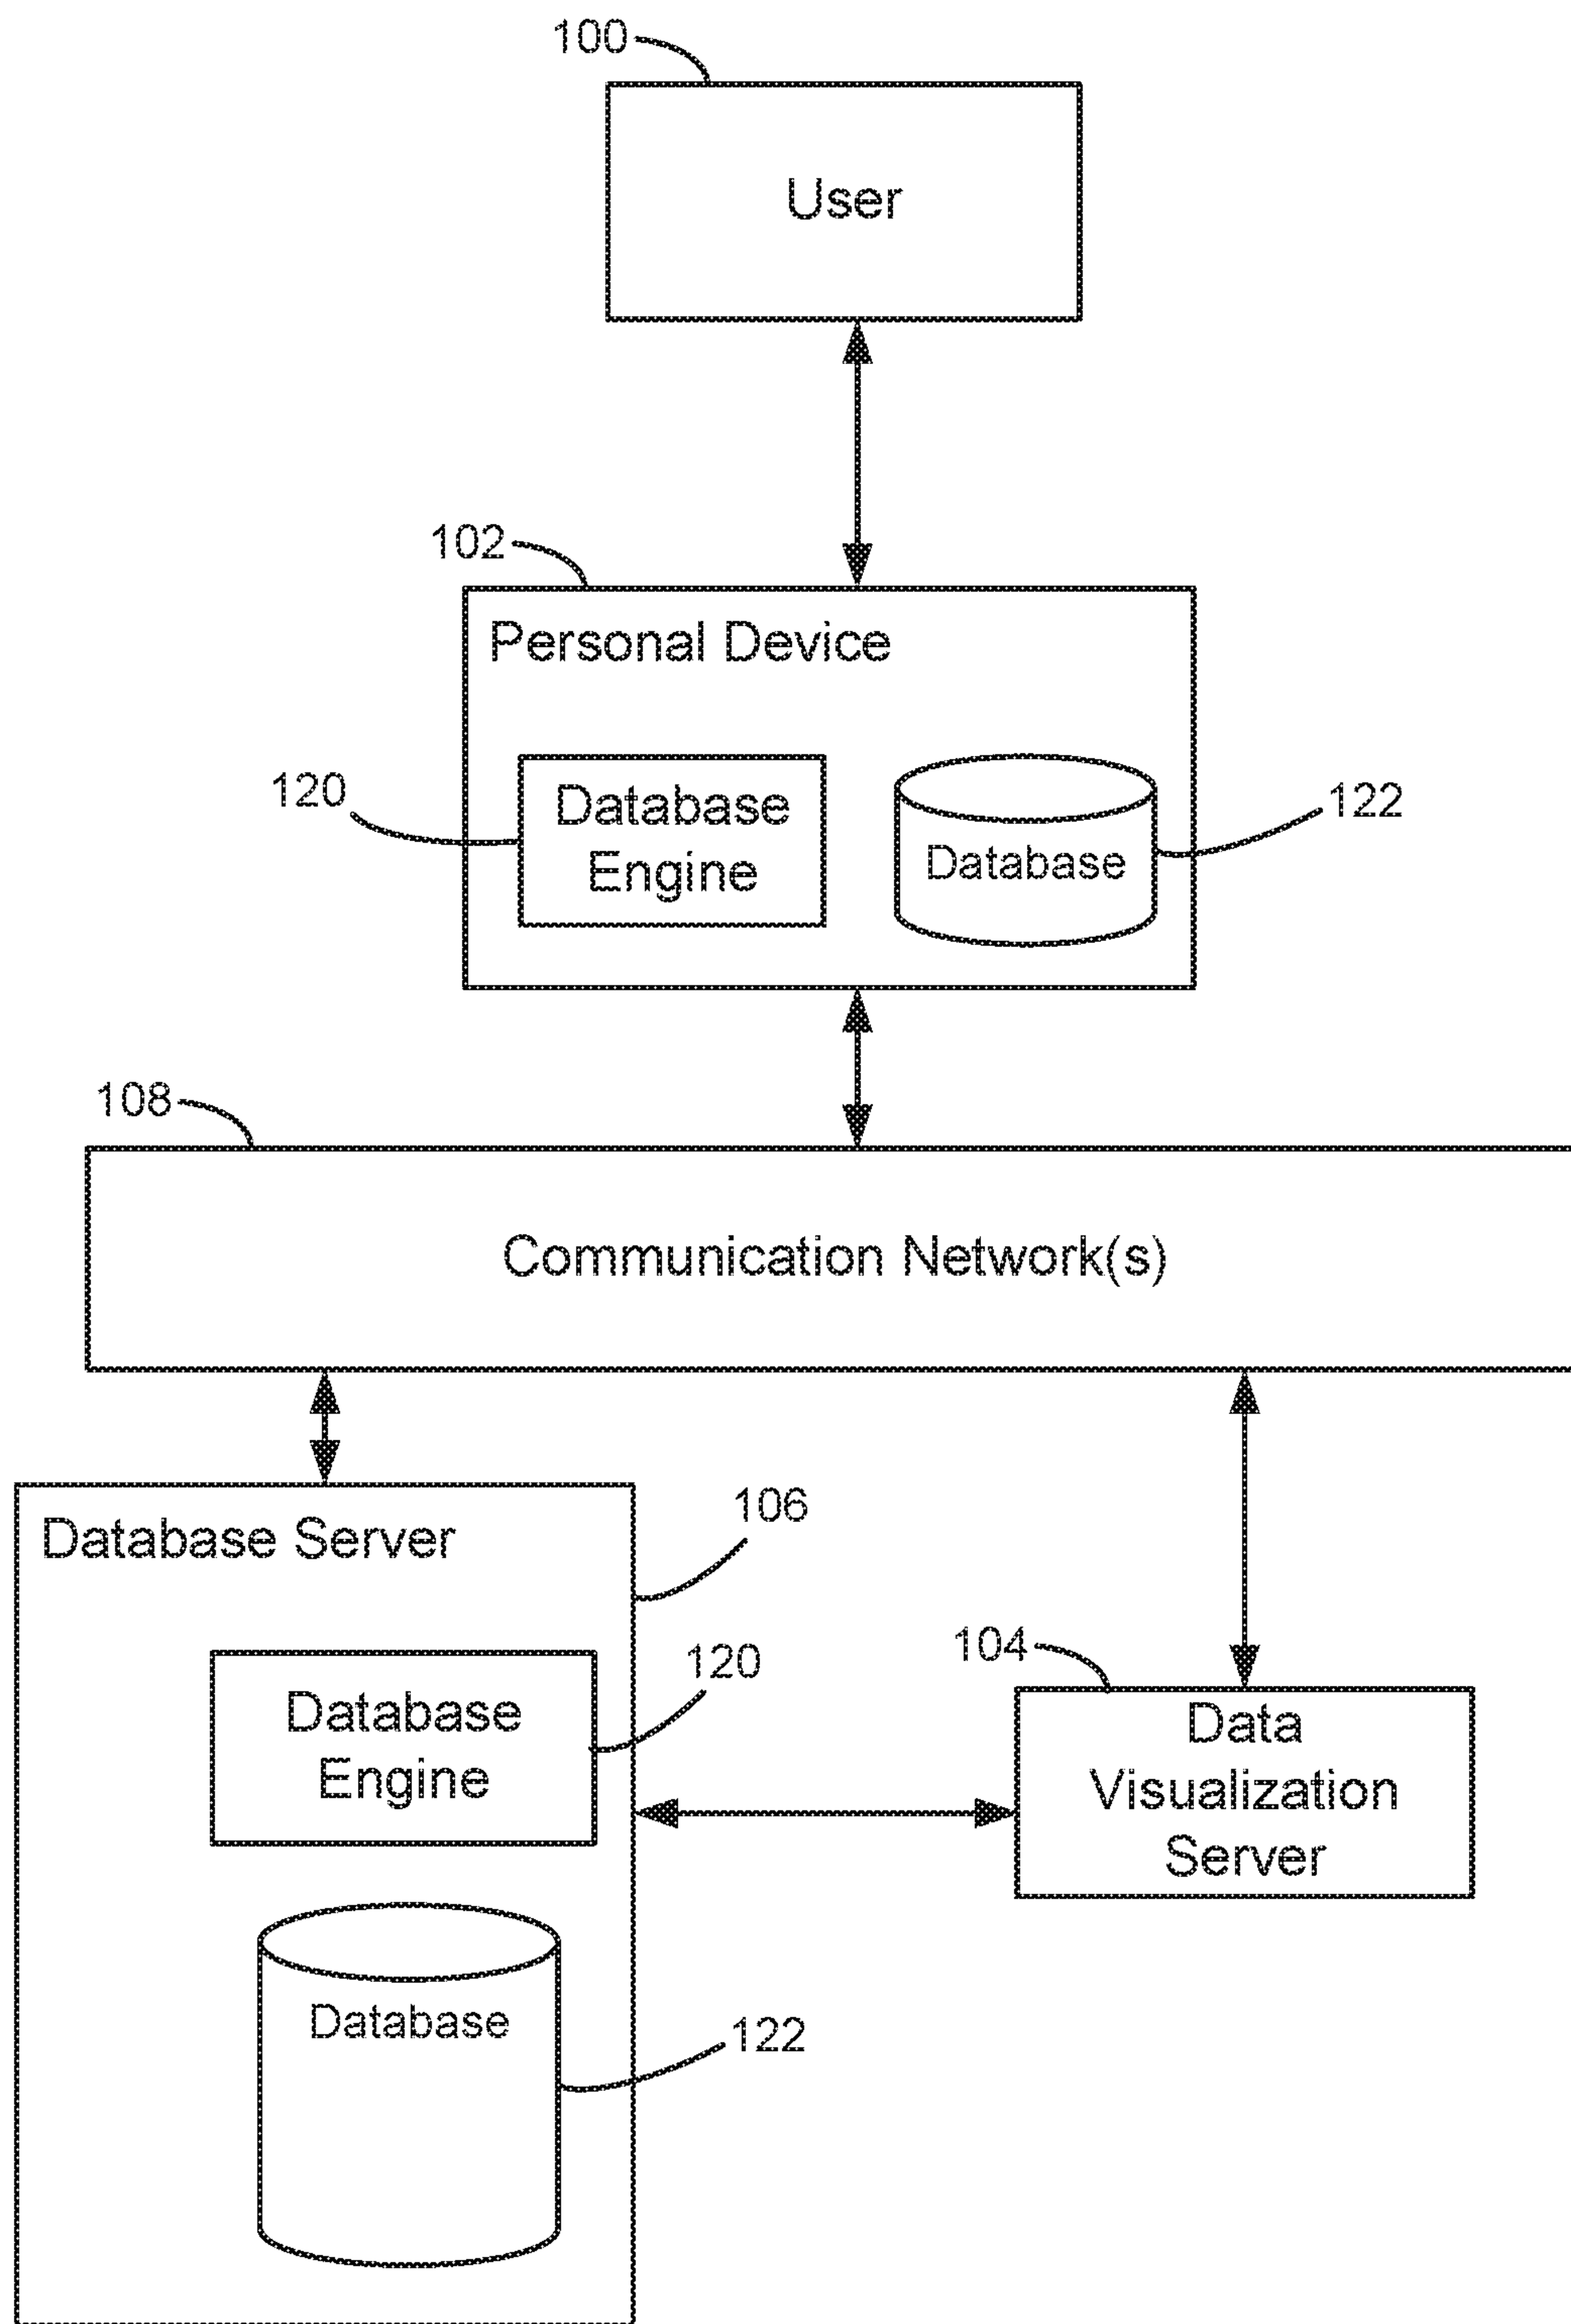 100
User
102
Personal Device
120
Database
Engine
Database
122
108
Communication Network(s)
Database Server
106
Database
Engine
120
104
Data
Visualization
Server
Database
122